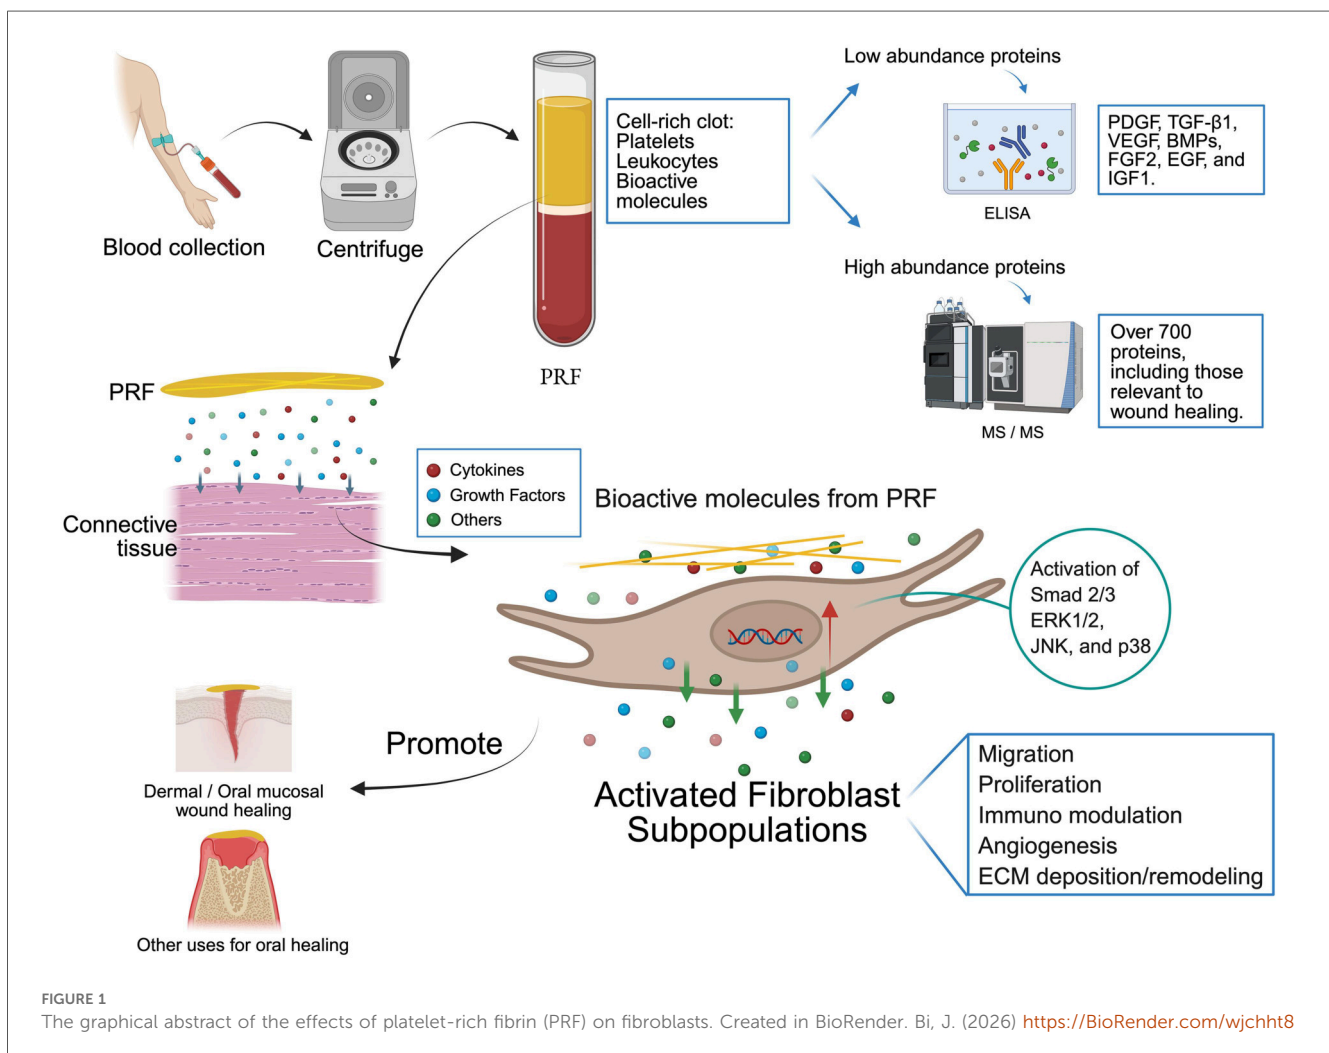 Blood collection
Centrifuge
PRF
Cell-rich clot:
Platelets
Leukocytes
Bioactive
molecules
Low abundance proteins
ELISA
PDGF, TGF-β1,
VEGF, BMPs,
FGF2, EGF, and
IGF1.
High abundance proteins
MS / MS
Over 700
proteins,
including those
relevant to
wound healing.
PRF
Connective
tissue
Cytokines
Growth Factors
Others
Bioactive molecules from PRF
Activation of
Smad 2/3
ERK1/2,
JNK, and p38
Promote
Dermal / Oral mucosal
wound healing
Other uses for oral healing
Activated Fibroblast
Subpopulations
Migration
Proliferation
Immuno modulation
Angiogenesis
ECM deposition/remodeling
FIGURE 1
The graphical abstract of the effects of platelet-rich fibrin (PRF) on fibroblasts. Created in BioRender. Bi, J. (2026) https://BioRender.com/wjchht8